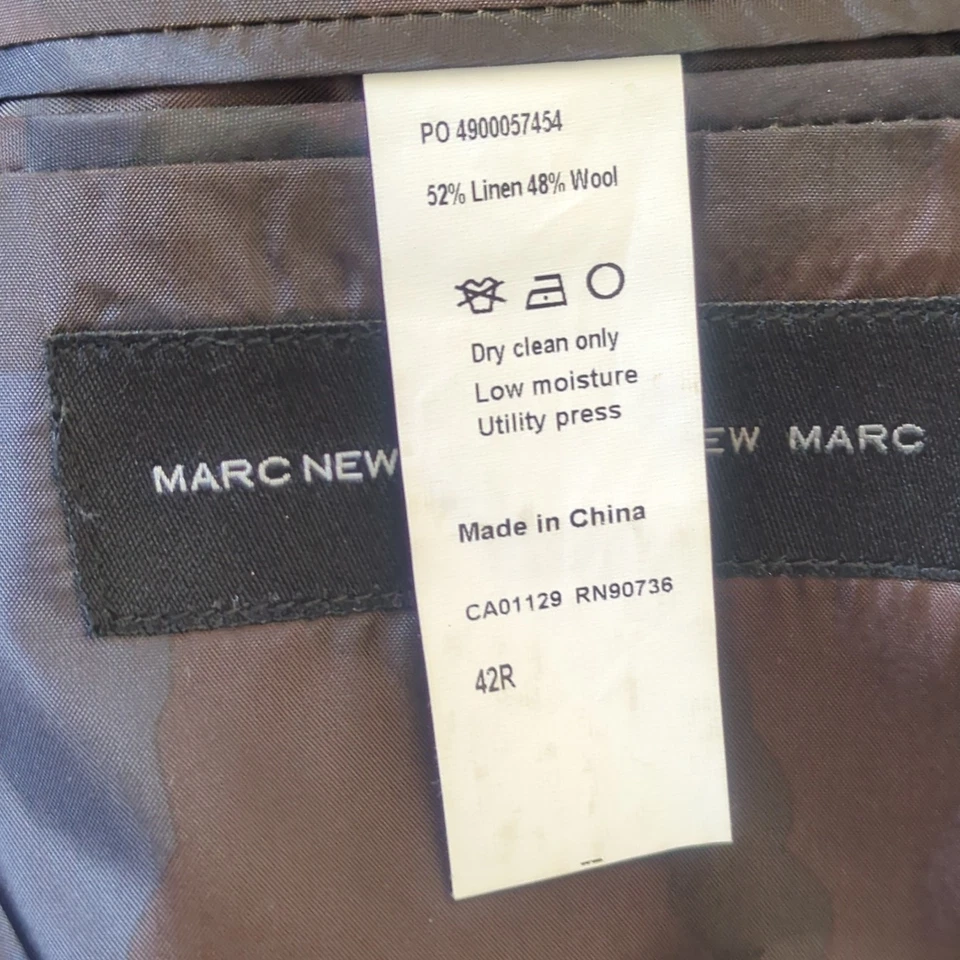 PO 4900057454
52% Linen 48% Wool
Dry clean only
Low moisture
Utility press
MARC NEW EW MARC
Made in China
CA01129 RN90736
42R